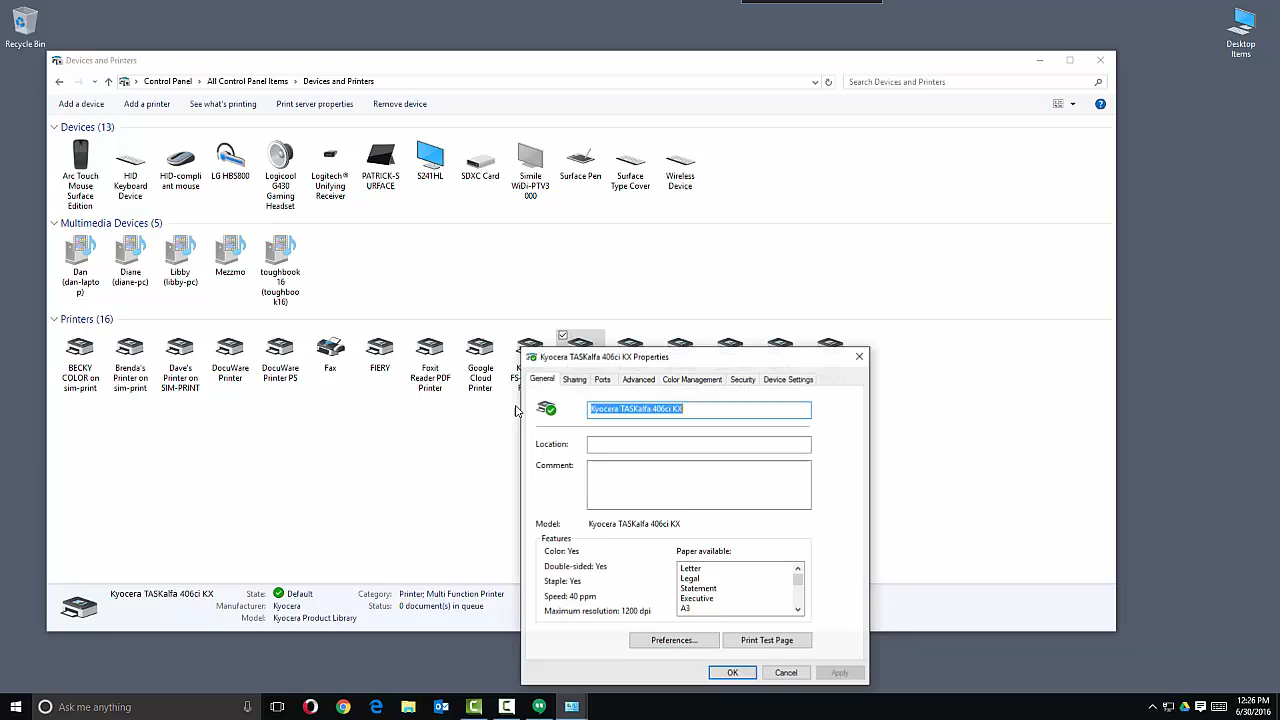 Recycle Bin
Desktop
Items
Devices and Printers
Control Panel > All Control Panel Items > Devices and Printers
Search Devices and Printers
Add a device
Add a printer
See what's printing
Print server properties
Remove device
Devices (13)
Arc Touch
Mouse
Surface
Edition
HID
Keyboard
Device
HID-compli
ant mouse
LG HBS800
Logicool
G430
Gaming
Headset
Logitech®
Unifying
Receiver
PATRICK-S
URFACE
S241HL
SDXC Card
Simile
WiDi-PTV3
000
Surface Pen
Surface
Type Cover
Wireless
Device
Multimedia Devices (5)
Dan
(dan-lapto
p)
Diane
(diane-pc)
Libby
(libby-pc)
Mezzmo
toughbook
16
(toughboo
k16)
Printers (16)
BECKY
COLOR on
sim-print
Brenda's
Printer on
SIM-PRINT
Dave's
Printer on
SIM-PRINT
DocuWare
Printer
DocuWare
Printer PS
Fax
FIERY
Foxit
Reader PDF
Printer
Google
Cloud
Printer
Kyocera TASKalfa 406ci KX Properties
General
Sharing
Ports
Advanced
Color Management
Security
Device Settings
Kyocera TASKalfa 406ci KX
Location:
Comment:
Model: Kyocera TASKalfa 406ci KX
Features
Color: Yes
Double-sided: Yes
Staple: Yes
Speed: 40 ppm
Maximum resolution: 1200 dpi
Paper available:
Letter
Legal
Statement
Executive
A3
Preferences...
Print Test Page
OK
Cancel
Apply
Kyocera TASKalfa 406ci KX
State: Default
Manufacturer: Kyocera
Model: Kyocera Product Library
Category: Printer; Multi Function Printer
Status: 0 document(s) in queue
Ask me anything
12:26 PM
6/30/2016